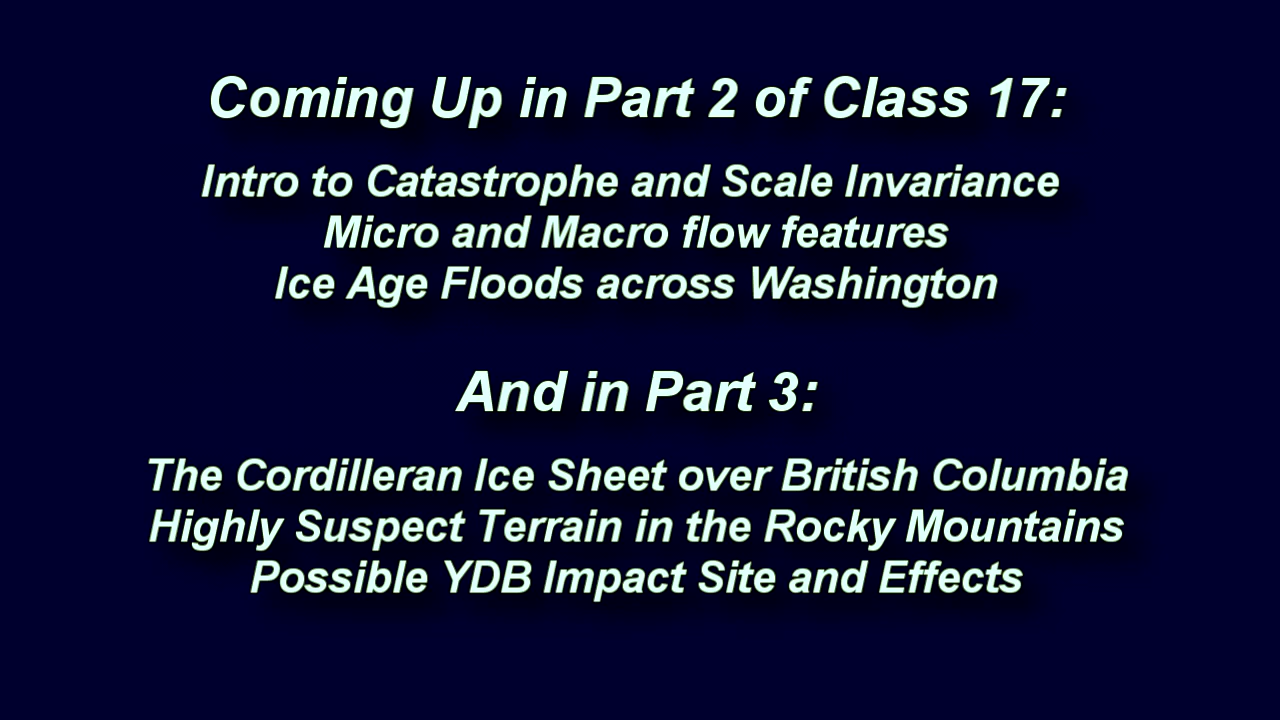 Coming Up in Part 2 of Class 17:
Intro to Catastrophe and Scale Invariance
Micro and Macro flow features
Ice Age Floods across Washington
And in Part 3:
The Cordilleran Ice Sheet over British Columbia
Highly Suspect Terrain in the Rocky Mountains
Possible YDB Impact Site and Effects